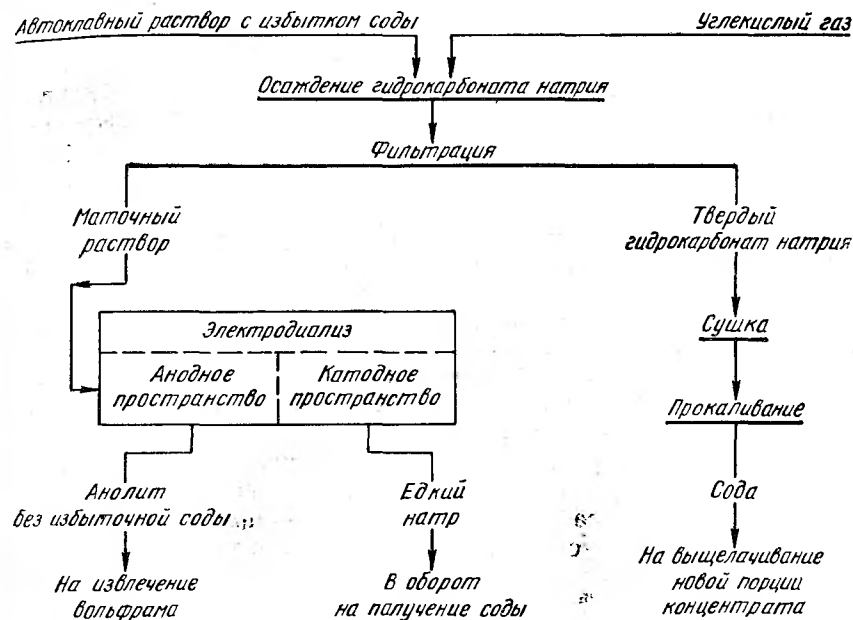 Автоклавный раствор с избытком соды
Углекислый газ
Осаждение гидрокарбоната натрия
Фильтрация
Маточный
раствор
Твердый
гидрокарбонат натрия
Электродиализ
Анодное
пространство
Катодное
пространство
Сушка
Прокаливание
Анолит
без избыточной соды
Едкий
натр
Сода
На извлечение
вольфрама
В оборот
на получение соды
На выщелачивание
новой порции
концентрата